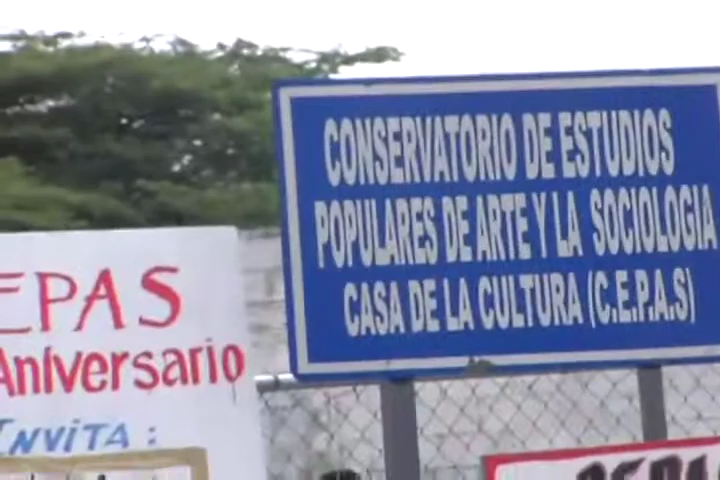 CONSERVATORIO DE ESTUDIOS
POPULARES DE ARTE Y LA SOCIOLOGIA
CASA DE LA CULTURA (C.E.P.A.S)
EPAS
Aniversario
INVITA :